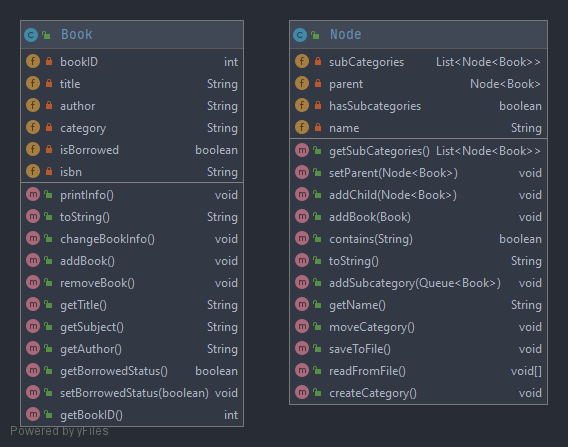 Book
bookID int
title String
author String
category String
isBorrowed boolean
isbn String
printInfo() void
toString() String
changeBookInfo() void
addBook() void
removeBook() void
getTitle() String
getSubject() String
getAuthor() String
getBorrowedStatus() boolean
setBorrowedStatus(boolean) void
getBookID() int
Node
subCategories List<Node<Book>>
parent Node<Book>
hasSubcategories boolean
name String
getSubCategories() List<Node<Book>>
setParent(Node<Book>) void
addChild(Node<Book>) void
addBook(Book) void
contains(String) boolean
toString() String
addSubcategory(Queue<Book>) void
getName() String
moveCategory() void
saveToFile() void
readFromFile() void[]
createCategory() void
Powered by yFiles